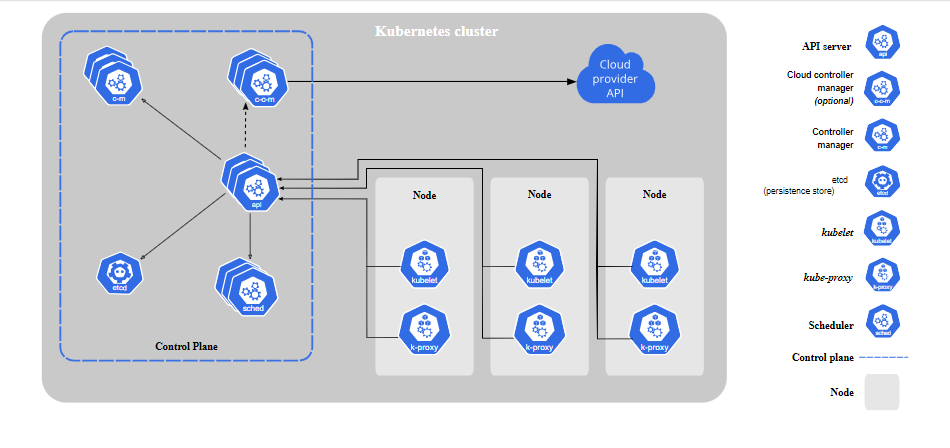 Kubernetes cluster
c-m
c-c-m
Cloud
provider
API
api
etcd
sched
Control Plane
Node
Node
Node
kubelet
kubelet
kubelet
k-proxy
k-proxy
k-proxy
API server
api
Cloud controller
manager
(optional)
c-c-m
Controller
manager
c-m
etcd
(persistence store)
etcd
kubelet
kubelet
kube-proxy
k-proxy
Scheduler
sched
Control plane
Node